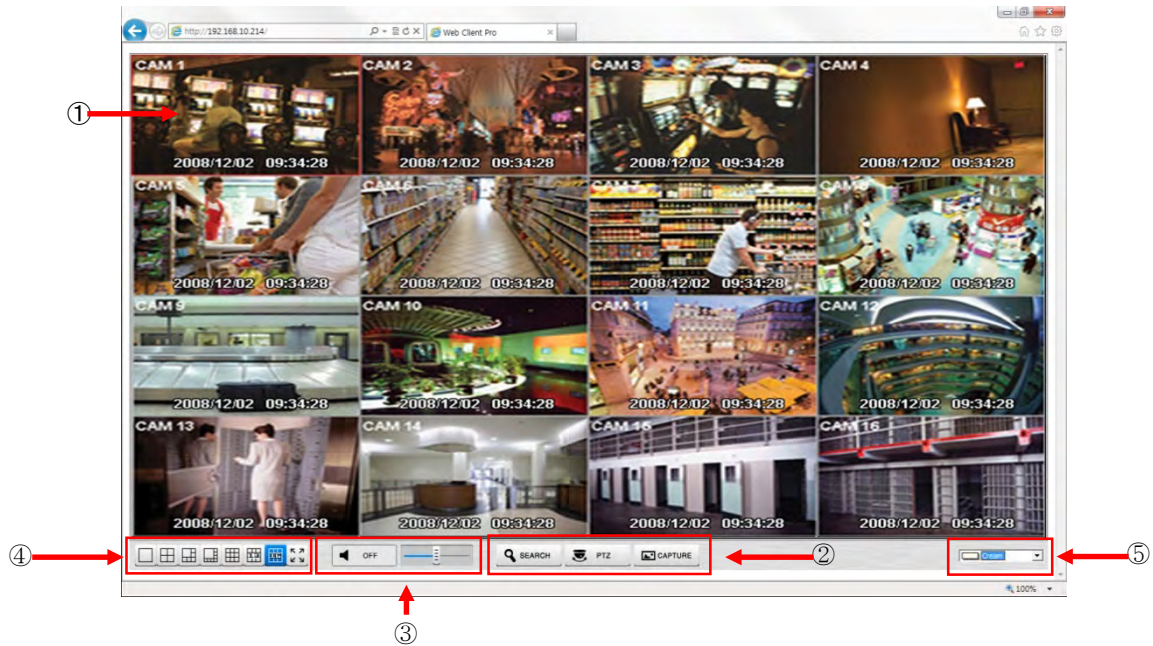 http://192.168.10.214/
Web Client Pro
CAM 1 CAM 2 CAM 3 CAM 4
①
2008/12/02 09:34:28 2008/12/02 09:34:28 2008/12/02 09:34:28 2008/12/02 09:34:28
CAM 5 CAM 6 CAM 7 CAM 8
2008/12/02 09:34:28 2008/12/02 09:34:28 2008/12/02 09:34:28 2008/12/02 09:34:28
CAM 9 CAM 10 CAM 11 CAM 12
2008/12/02 09:34:28 2008/12/02 09:34:28 2008/12/02 09:34:28 2008/12/02 09:34:28
CAM 13 CAM 14 CAM 15 CAM 16
2008/12/02 09:34:28 2008/12/02 09:34:28 2008/12/02 09:34:28 2008/12/02 09:34:28
④ OFF SEARCH PTZ CAPTURE ② Cream ⑤
100%
③